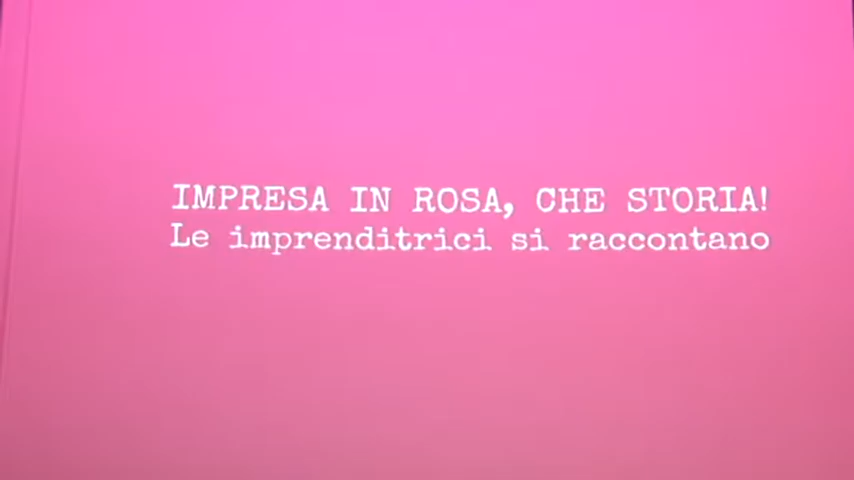 IMPRESA IN ROSA, CHE STORIA!
Le imprenditrici si raccontano